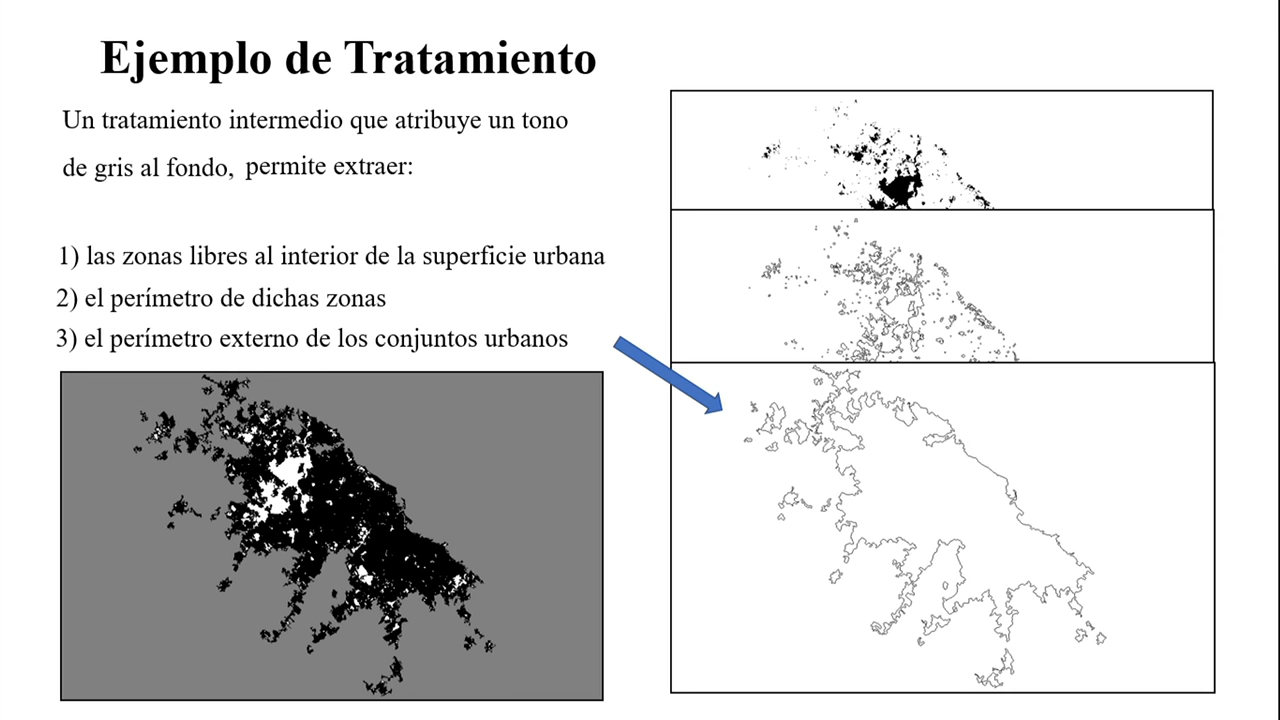 Ejemplo de Tratamiento
Un tratamiento intermedio que atribuye un tono
de gris al fondo, permite extraer:
1) las zonas libres al interior de la superficie urbana
2) el perímetro de dichas zonas
3) el perímetro externo de los conjuntos urbanos